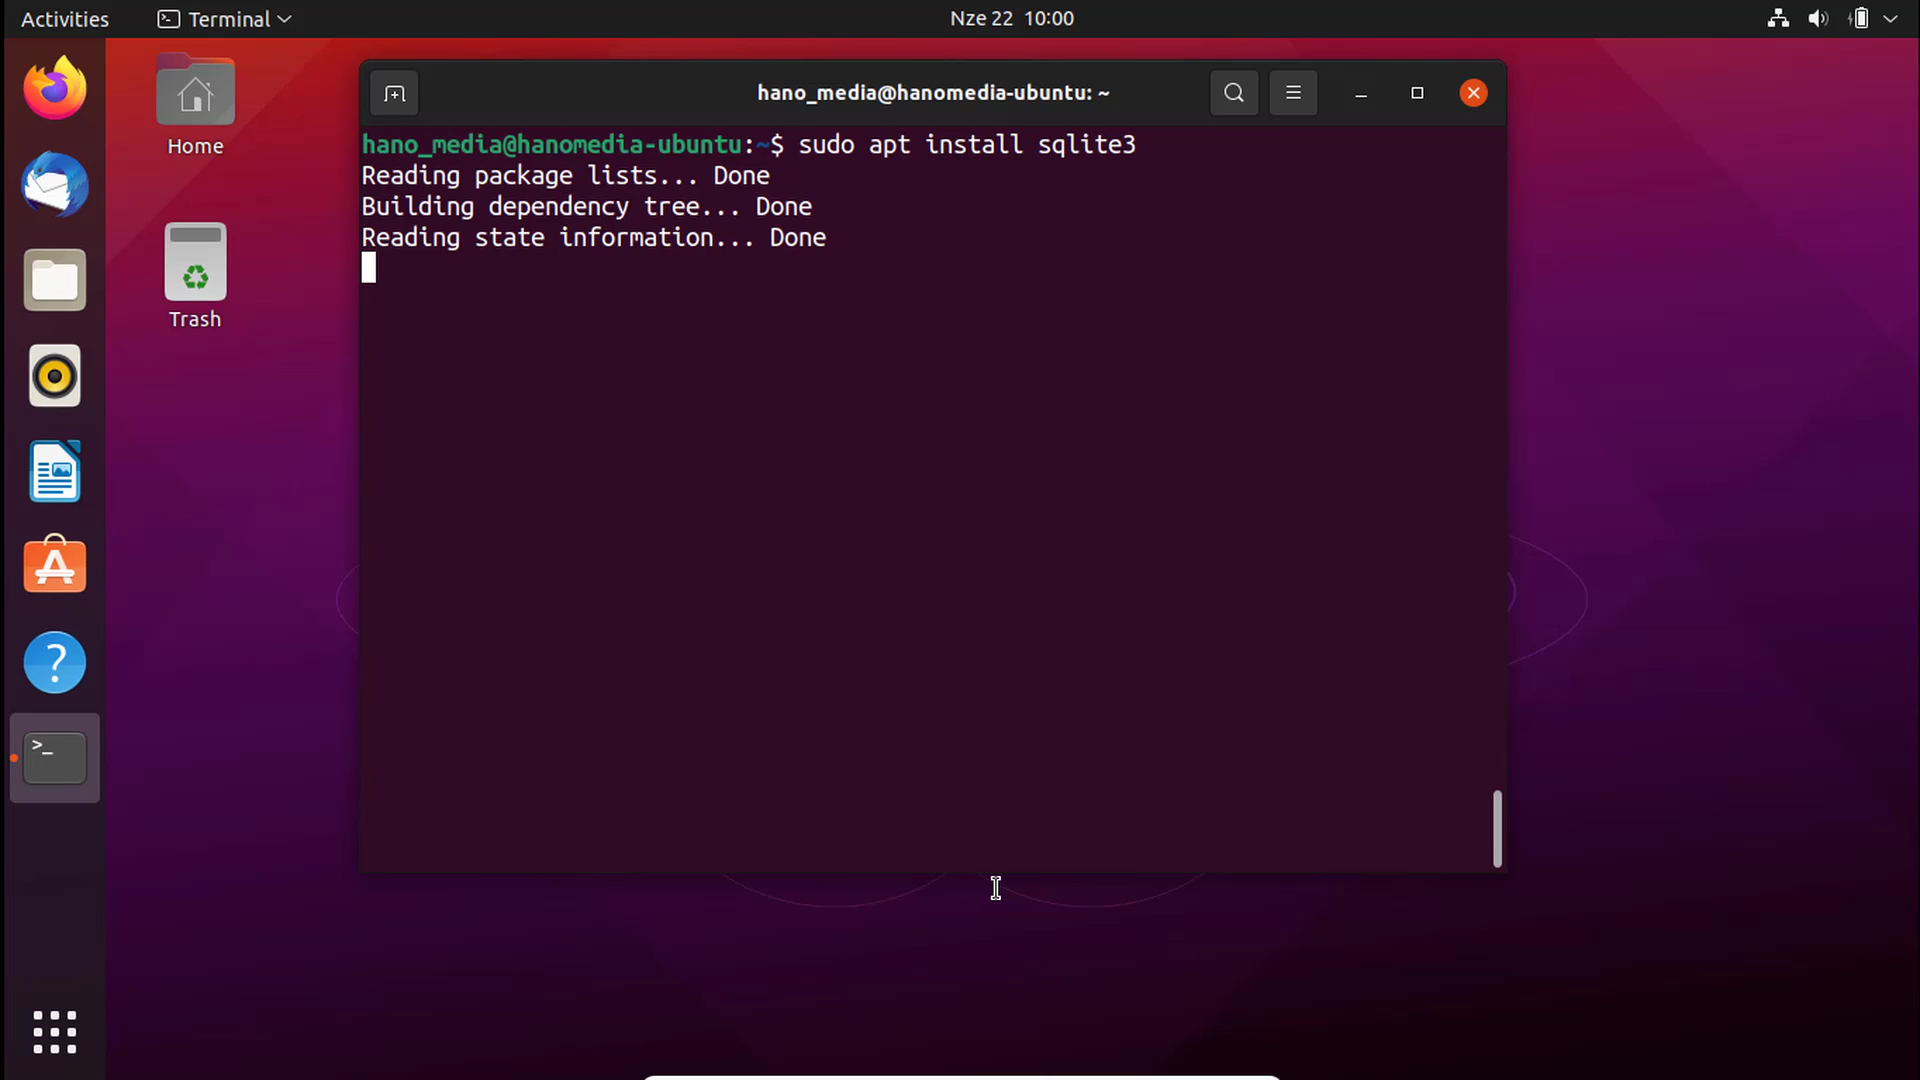 Activities
Terminal
Nze 22 10:00
Home
Trash
hano_media@hanomedia-ubuntu: ~
hano_media@hanomedia-ubuntu:~$ sudo apt install sqlite3
Reading package lists... Done
Building dependency tree... Done
Reading state information... Done